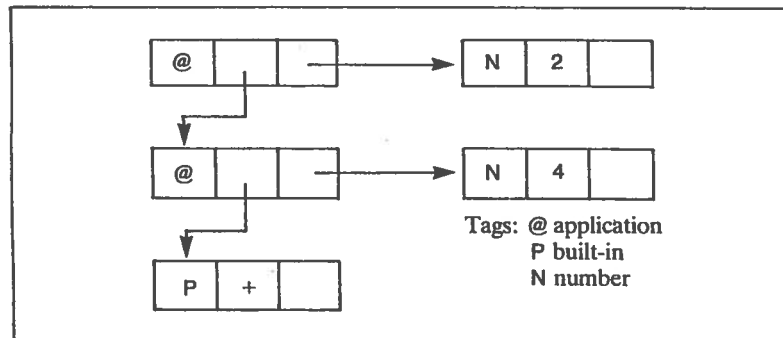 @ N 2
@ N 4
Tags: @ application
P built-in
P + N number